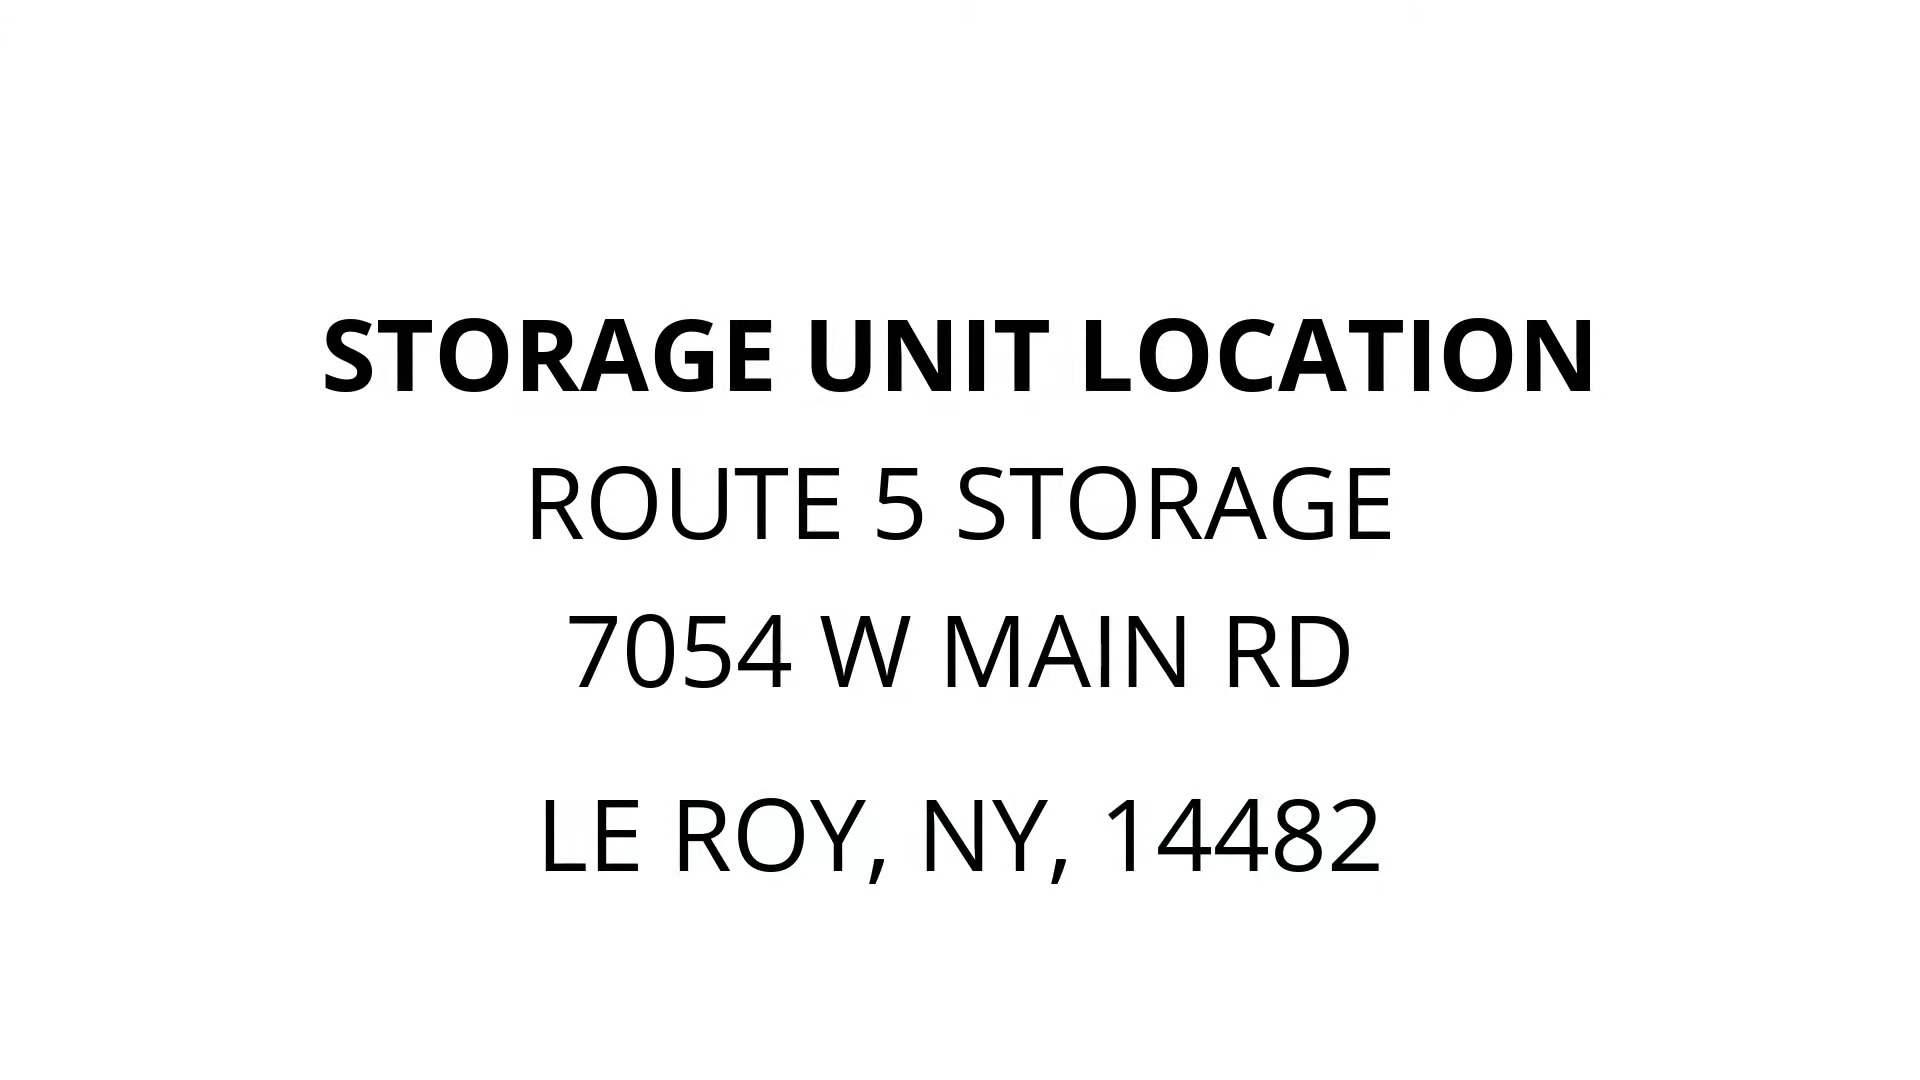 STORAGE UNIT LOCATION
ROUTE 5 STORAGE
7054 W MAIN RD
LE ROY, NY, 14482